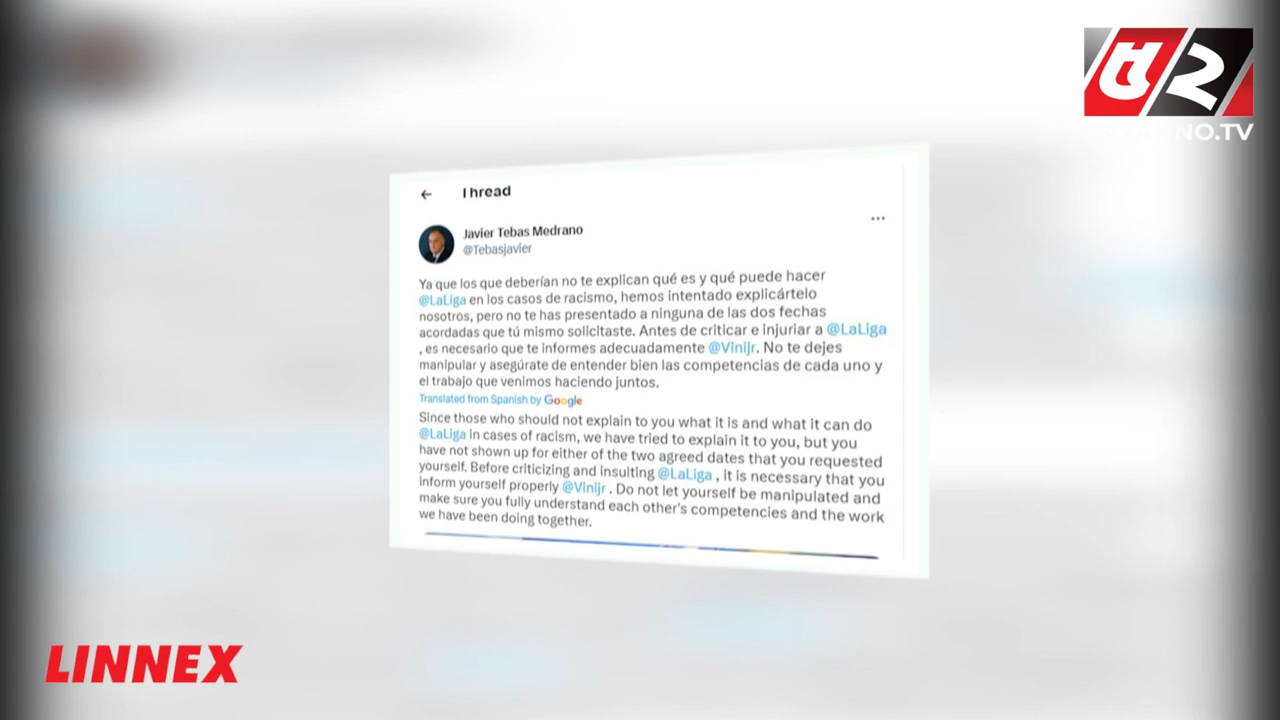 Thread
Javier Tebas Medrano
@Tebasjavier
Ya que los que deberían no te explican qué es y qué puede hacer
@LaLiga en los casos de racismo, hemos intentado explicártelo
nosotros, pero no te has presentado a ninguna de las dos fechas
acordadas que tú mismo solicitaste. Antes de criticar e injuriar a @LaLiga
, es necesario que te informes adecuadamente @Vinijr. No te dejes
manipular y asegúrate de entender bien las competencias de cada uno y
el trabajo que venimos haciendo juntos.
Translated from Spanish by Google
Since those who should not explain to you what it is and what it can do
@LaLiga in cases of racism, we have tried to explain it to you, but you
have not shown up for either of the two agreed dates that you requested
yourself. Before criticizing and insulting @LaLiga , it is necessary that you
inform yourself properly @Vinijr . Do not let yourself be manipulated and
make sure you fully understand each other's competencies and the work
we have been doing together.
LINNEX